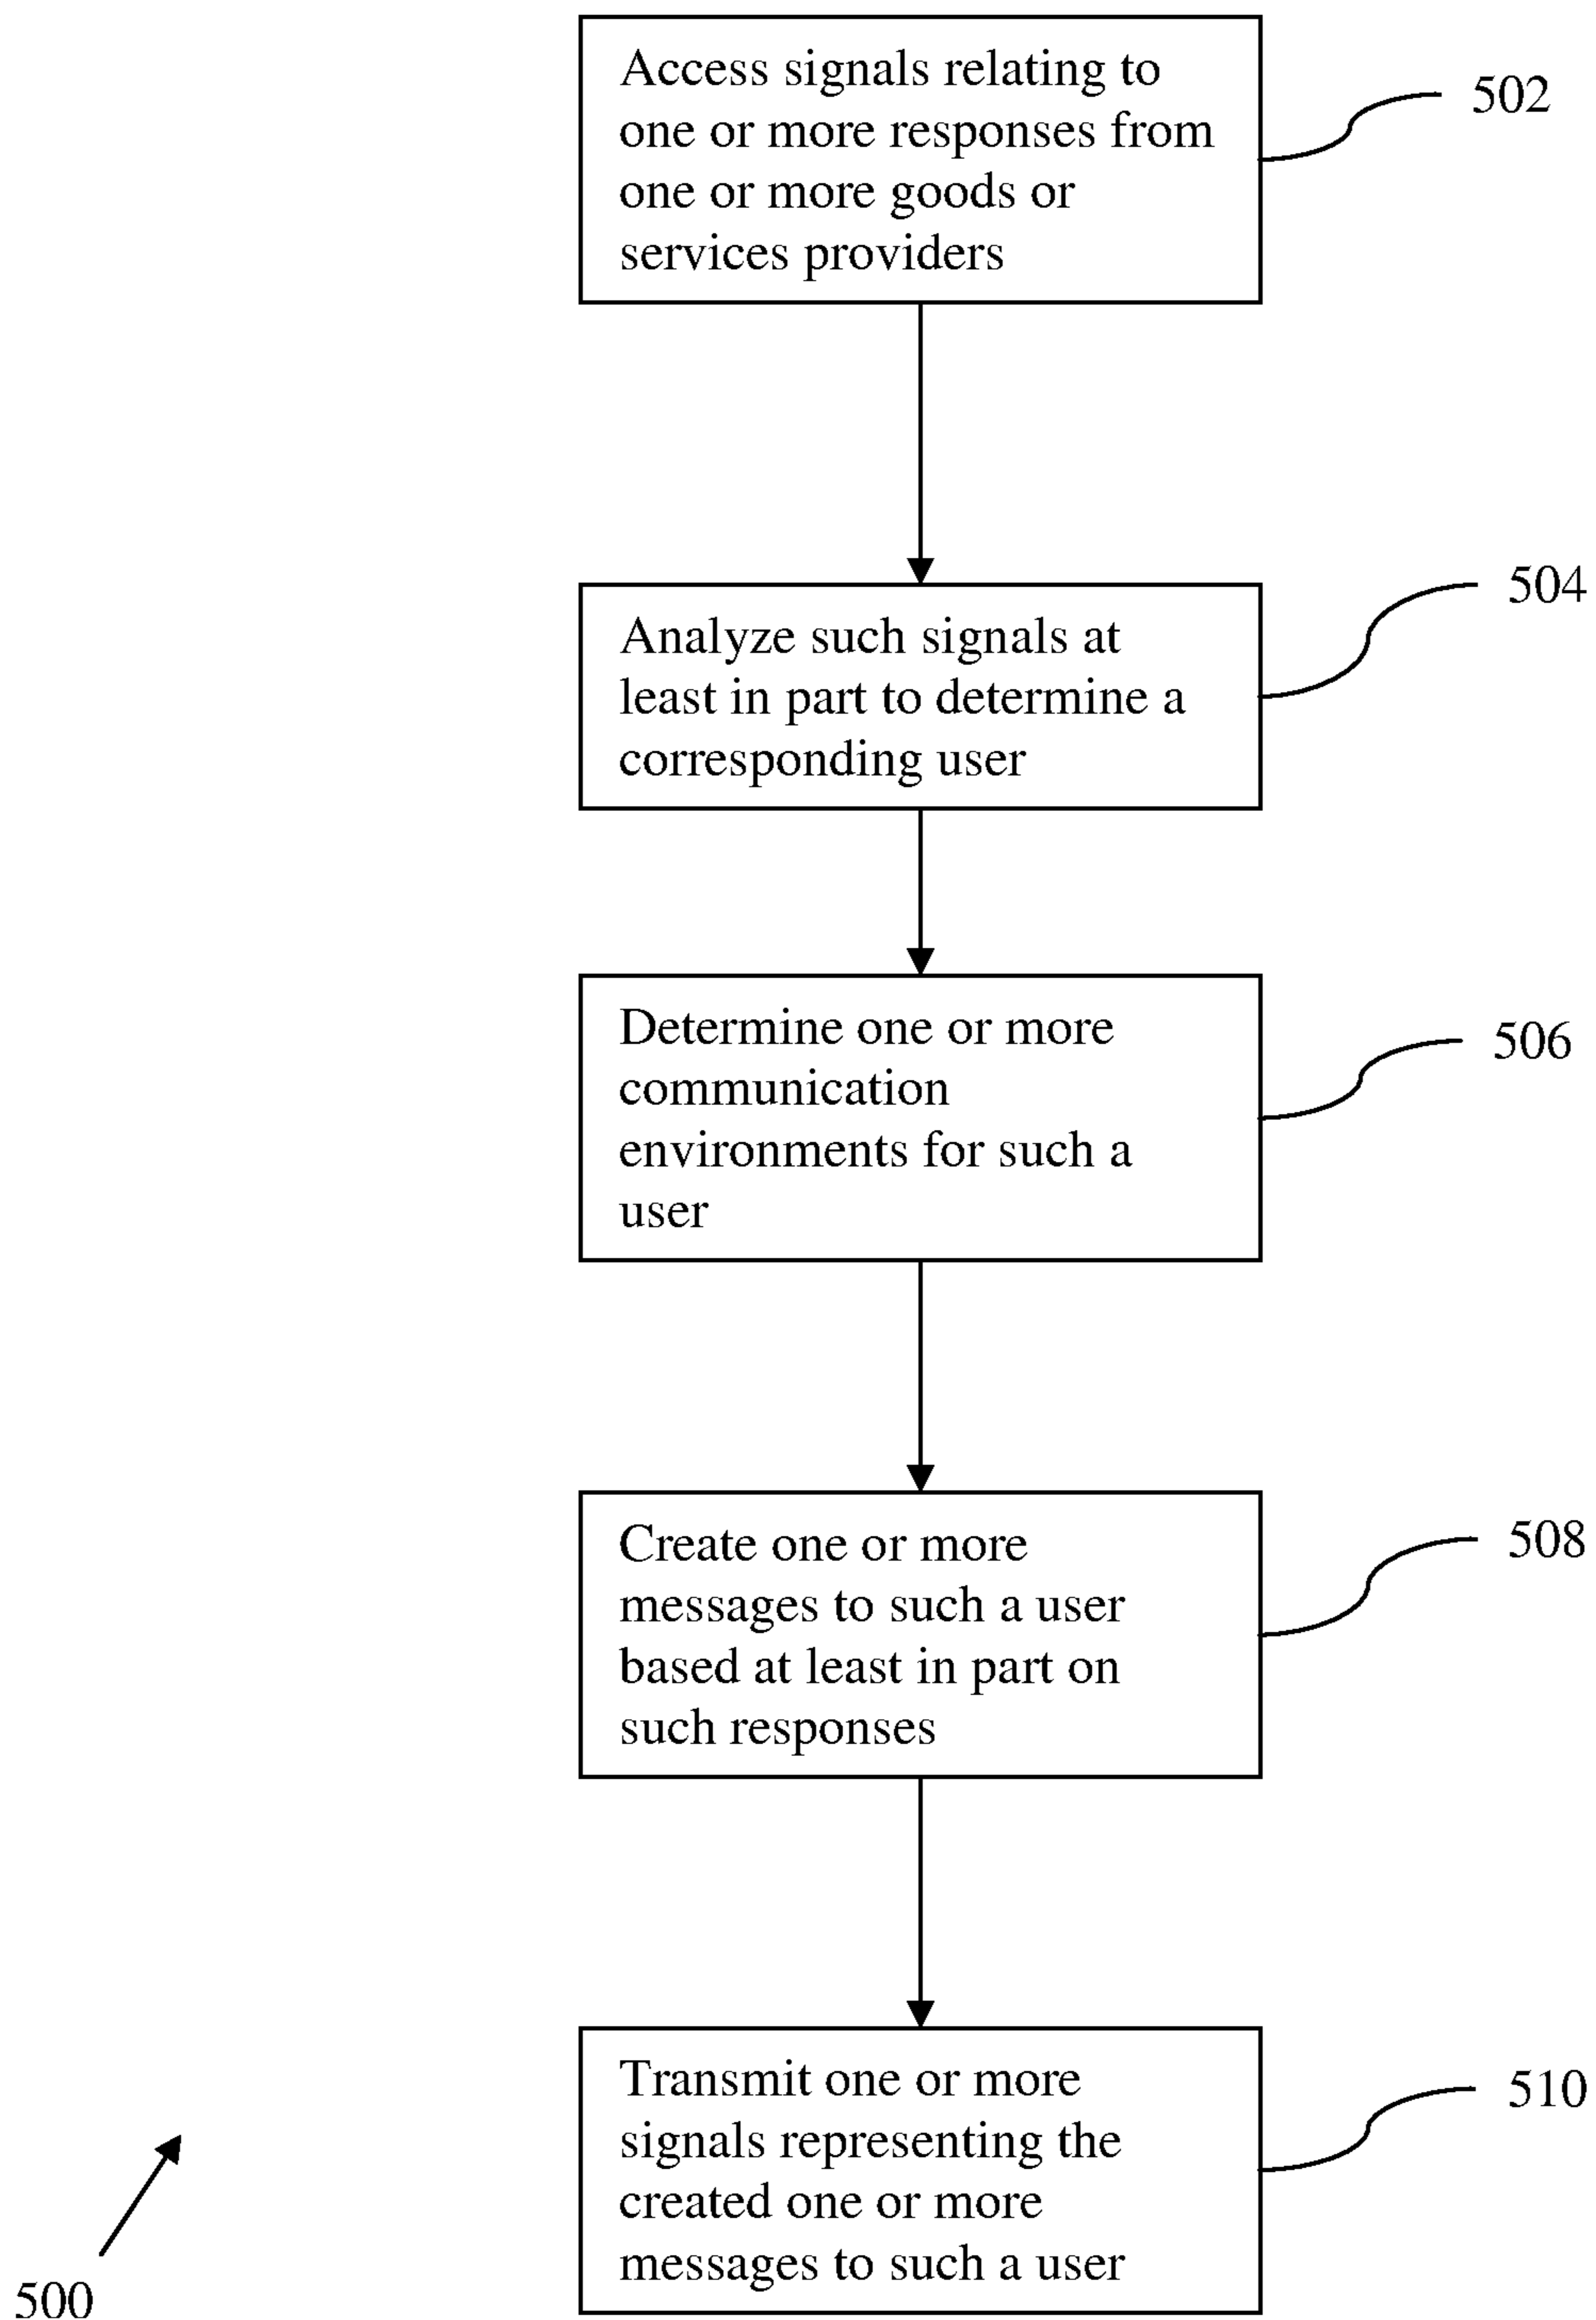 Access signals relating to
one or more responses from
one or more goods or
services providers
502
Analyze such signals at
least in part to determine a
corresponding user
504
Determine one or more
communication
environments for such a
user
506
Create one or more
messages to such a user
based at least in part on
such responses
508
Transmit one or more
signals representing the
created one or more
messages to such a user
510
500